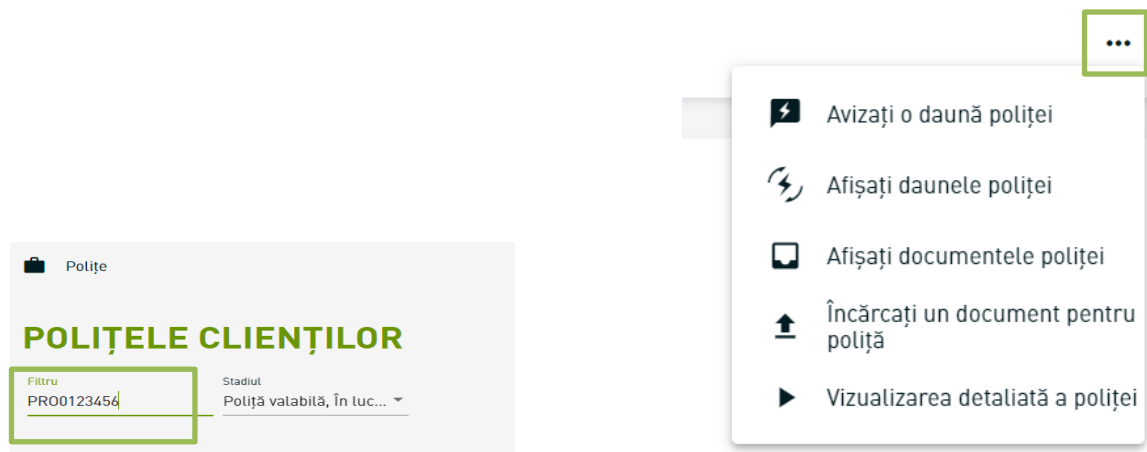 Polițe
POLIȚELE CLIENȚILOR
Filtru
PRO0123456
Stadiul
Poliță valabilă, În luc...
Avizați o daună poliței
Afișați daunele poliței
Afișați documentele poliței
Încărcați un document pentru
poliță
Vizualizarea detaliată a poliței